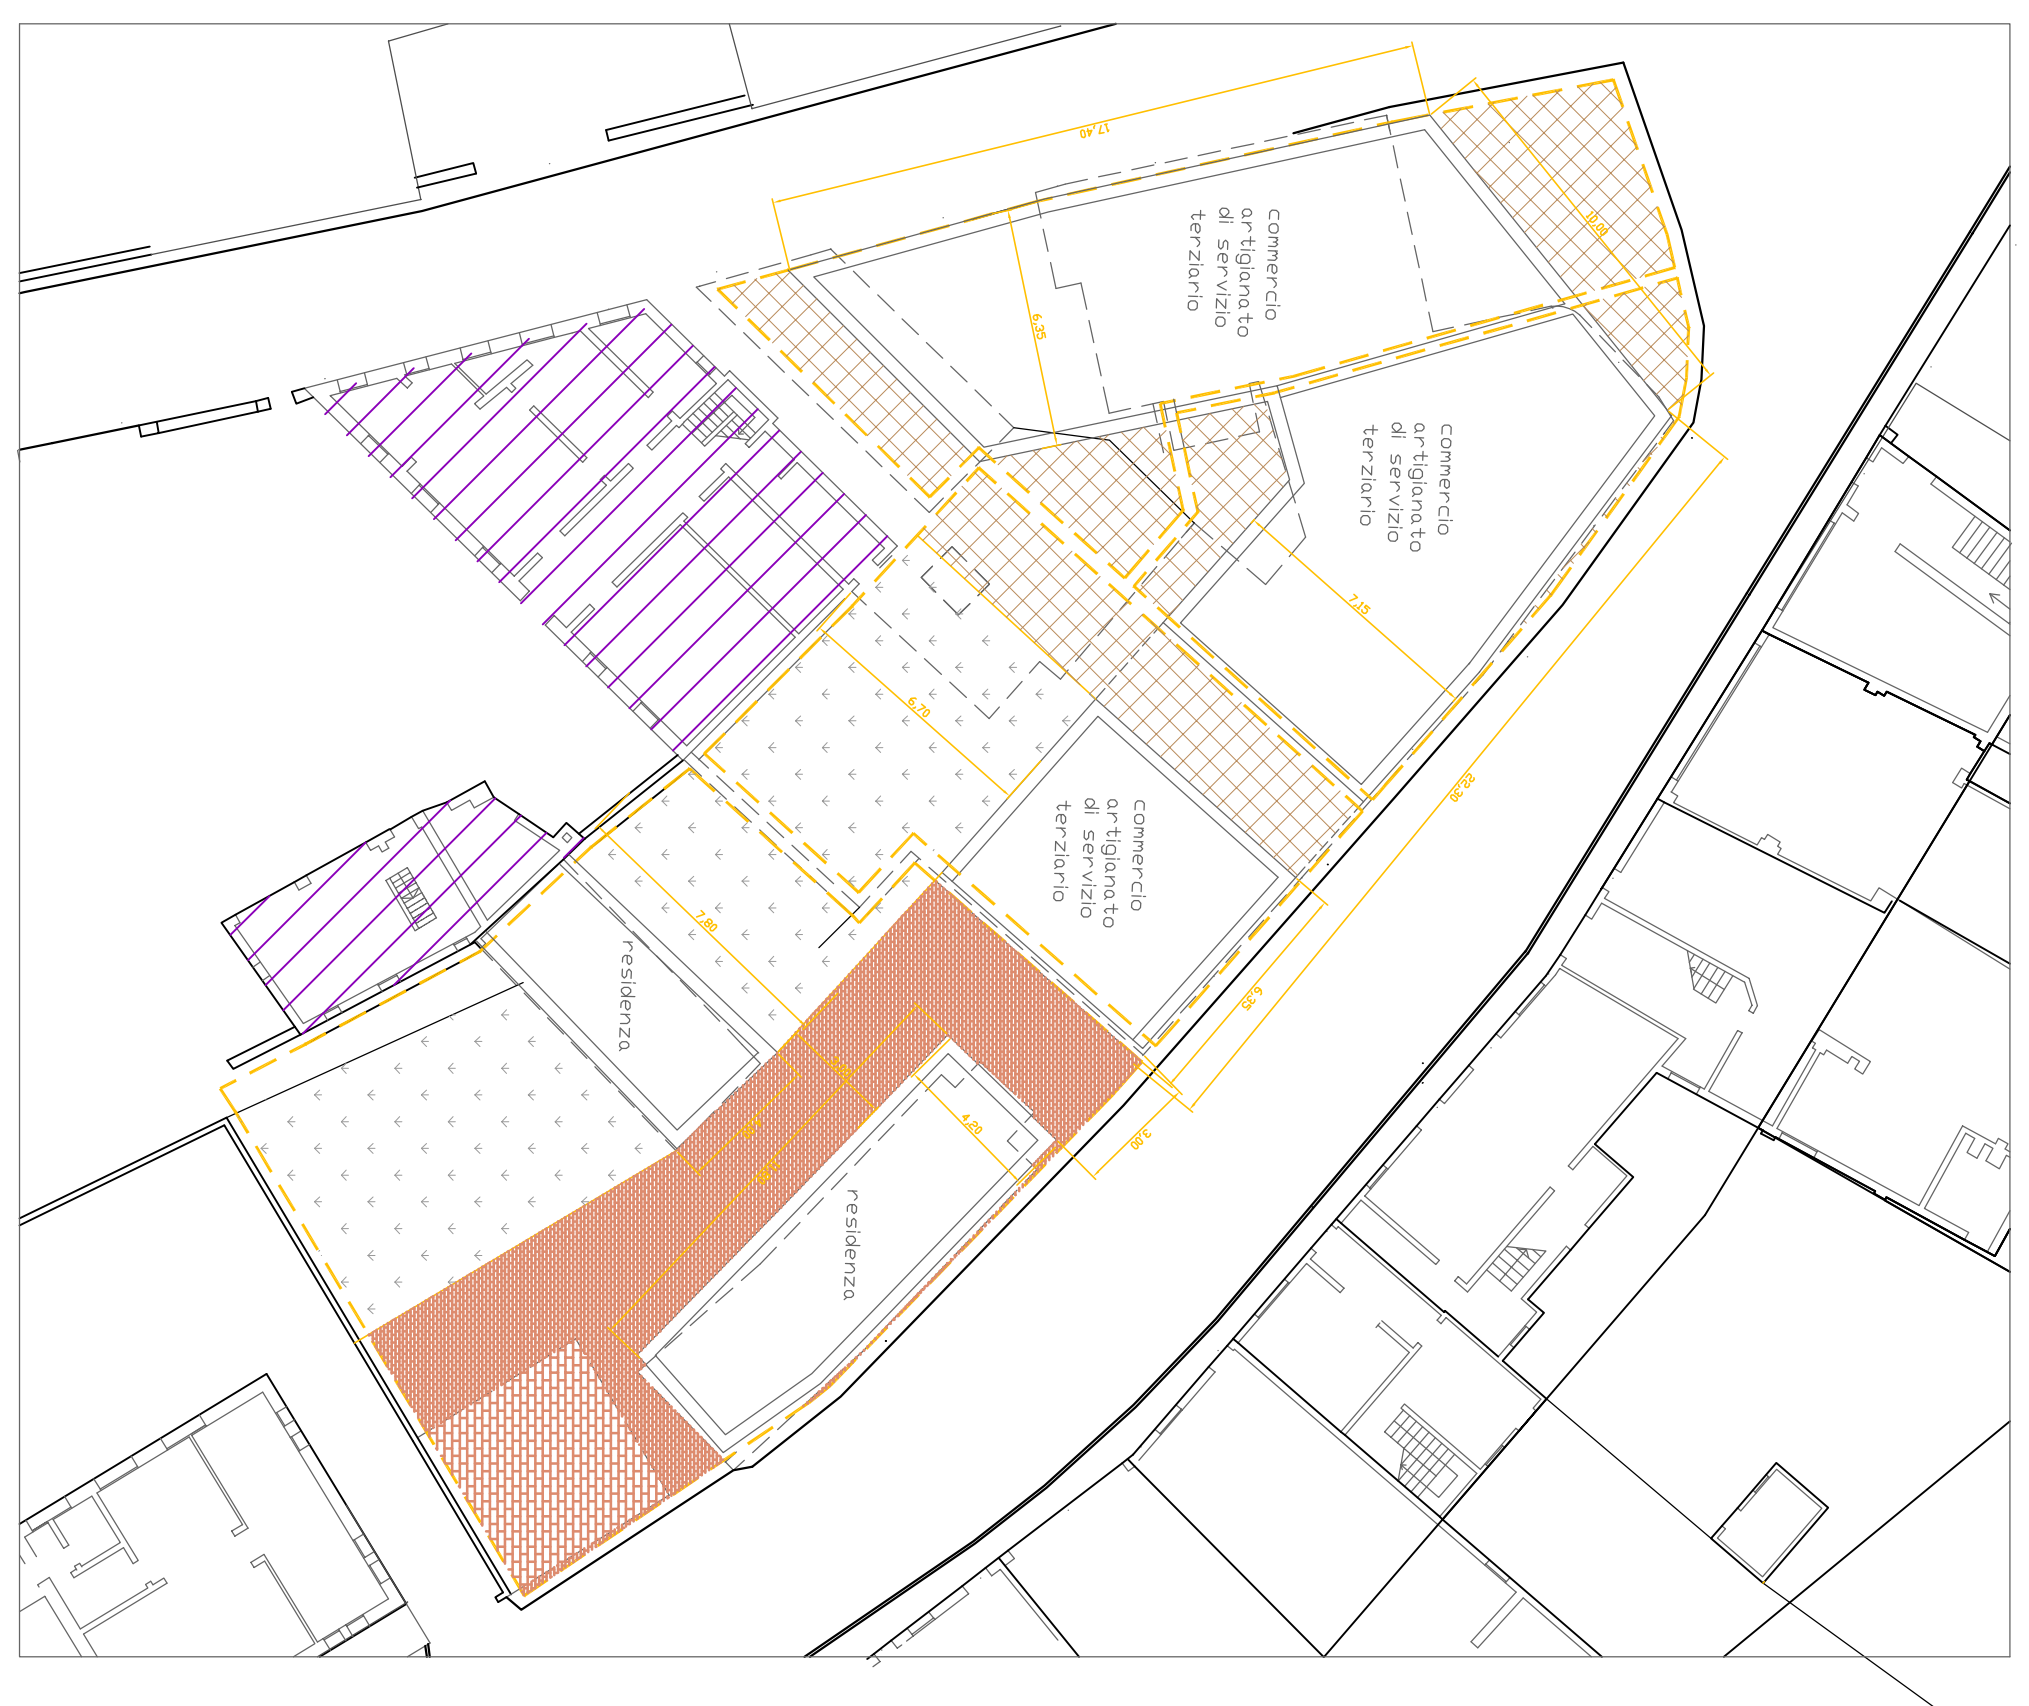 17,40
10,00
commercio
artigianato
di servizio
terziario
6,35
commercio
artigianato
di servizio
terziario
7,15
6,70
22,30
commercio
artigianato
di servizio
terziario
7,80
residenza
6,35
4,20
3,00
residenza